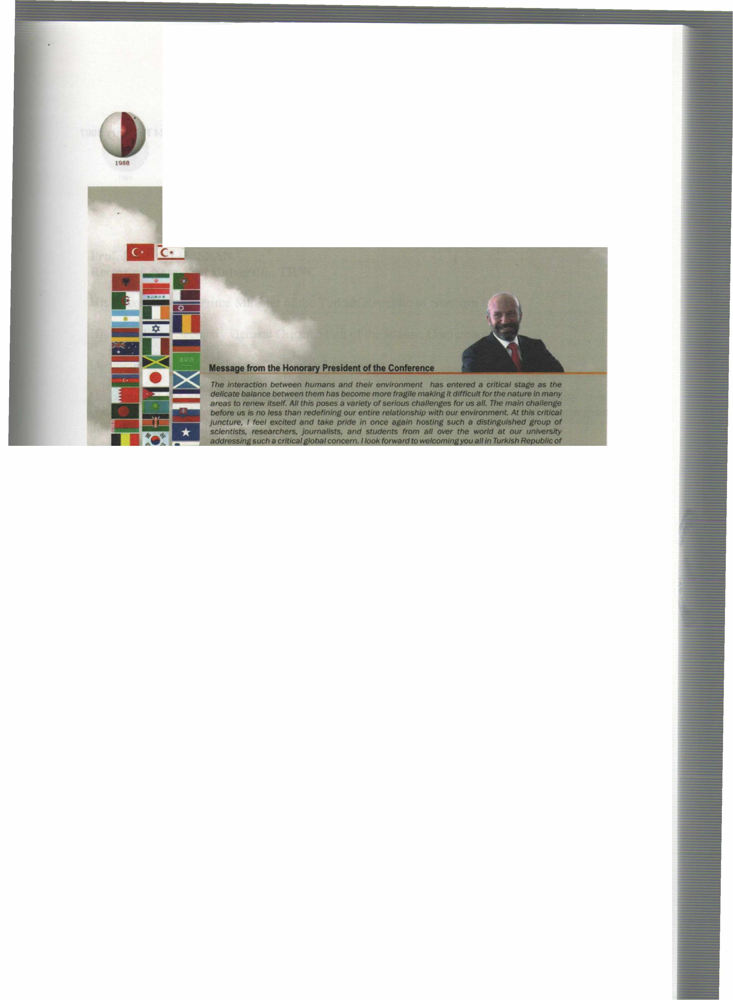 1988
Message from the Honorary President of the Conference
The interaction between humans and their environment has entered a critical stage as the
delicate balance between them has become more fragile making it difficult for the nature in many
areas to renew itself. All this poses a variety of serious challenges for us all. The main challenge
before us is no less than redefining our entire relationship with our environment. At this critical
juncture, I feel excited and take pride in once again hosting such a distinguished group of
scientists, researchers, journalists, and students from all over the world at our university
addressing such a critical global concern. I look forward to welcoming you all in Turkish Republic of